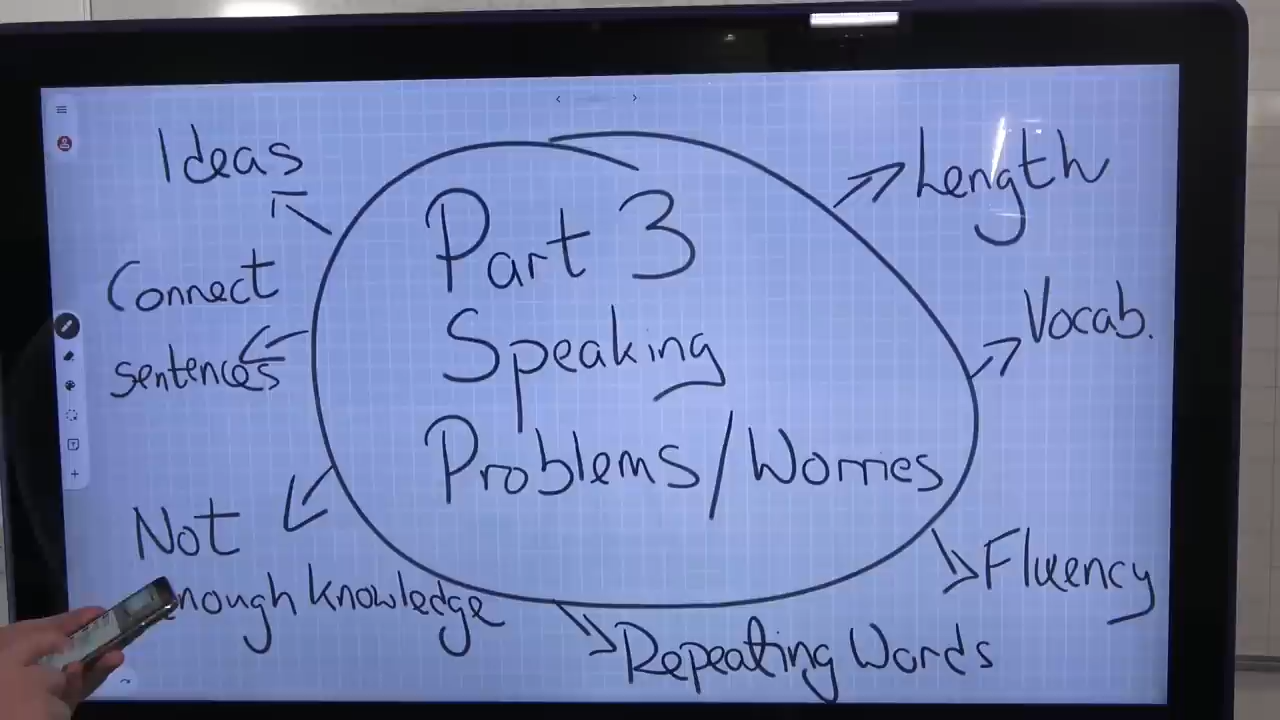 Part 3
Speaking
Problems/Worries
Ideas
Connect
sentences
Not
enough knowledge
Repeating Words
Fluency
Vocab.
Length